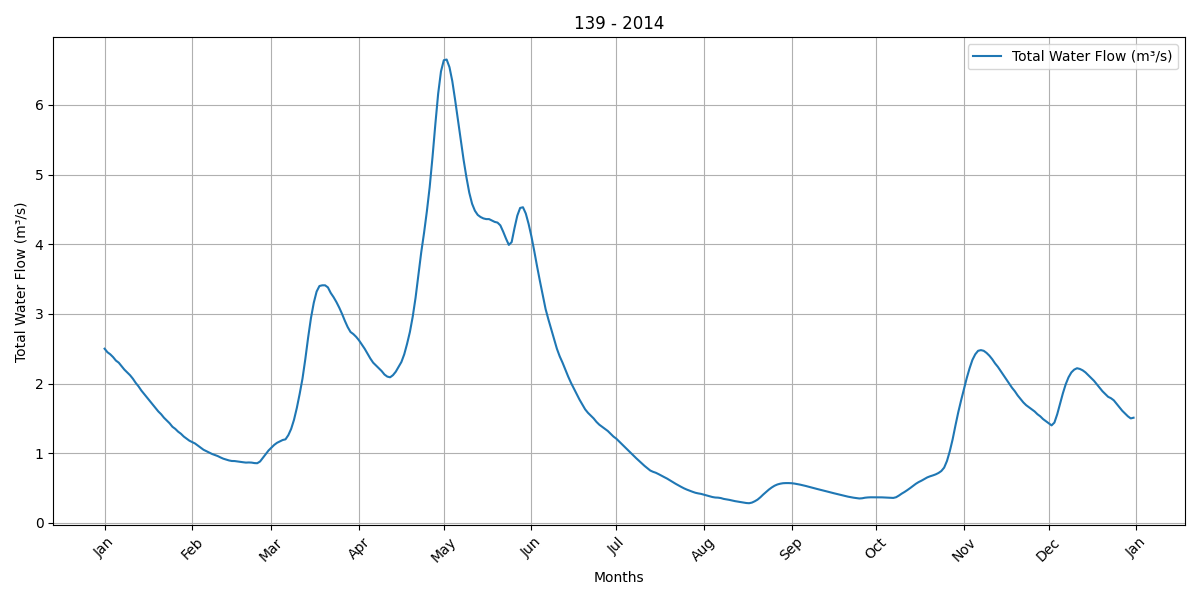 139 - 2014
Total Water Flow (m³/s)
Total Water Flow (m³/s)
6
5
4
3
2
1
0
Jan Feb Mar Apr May Jun Jul Aug Sep Oct Nov Dec Jan
Months